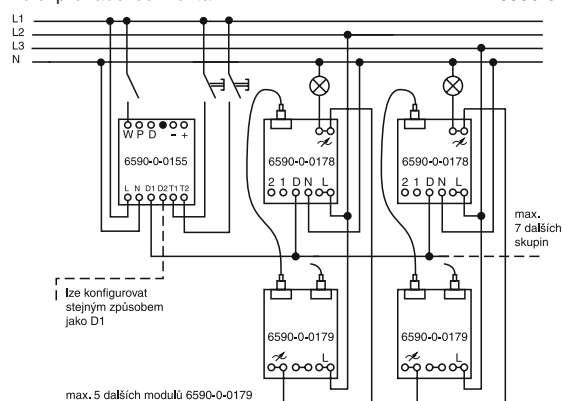 L1
L2
L3
N
W P D - +
6590-0-0155
L N D1 D2 T1 T2
6590-0-0178
2 1 D N L
6590-0-0178
2 1 D N L
max.
7 dalších
skupin
lze konfigurovat
stejným způsobem
jako D1
6590-0-0179
L
6590-0-0179
L
max. 5 dalších modulů 6590-0-0179